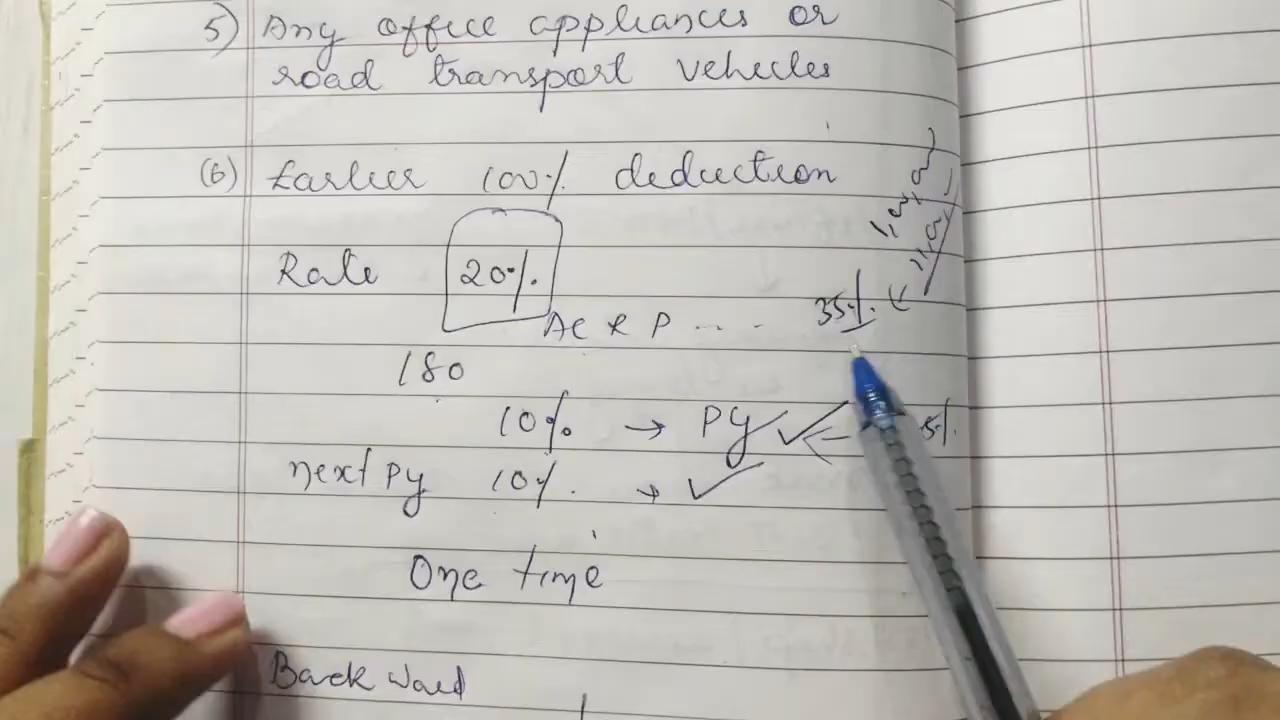 5) Any office appliances or
road transport vehicles
(6) Earlier 100% deduction
Rate 20%
35%
180
10% → Py ✓
next Py 10%. → ✓
One time
Backward